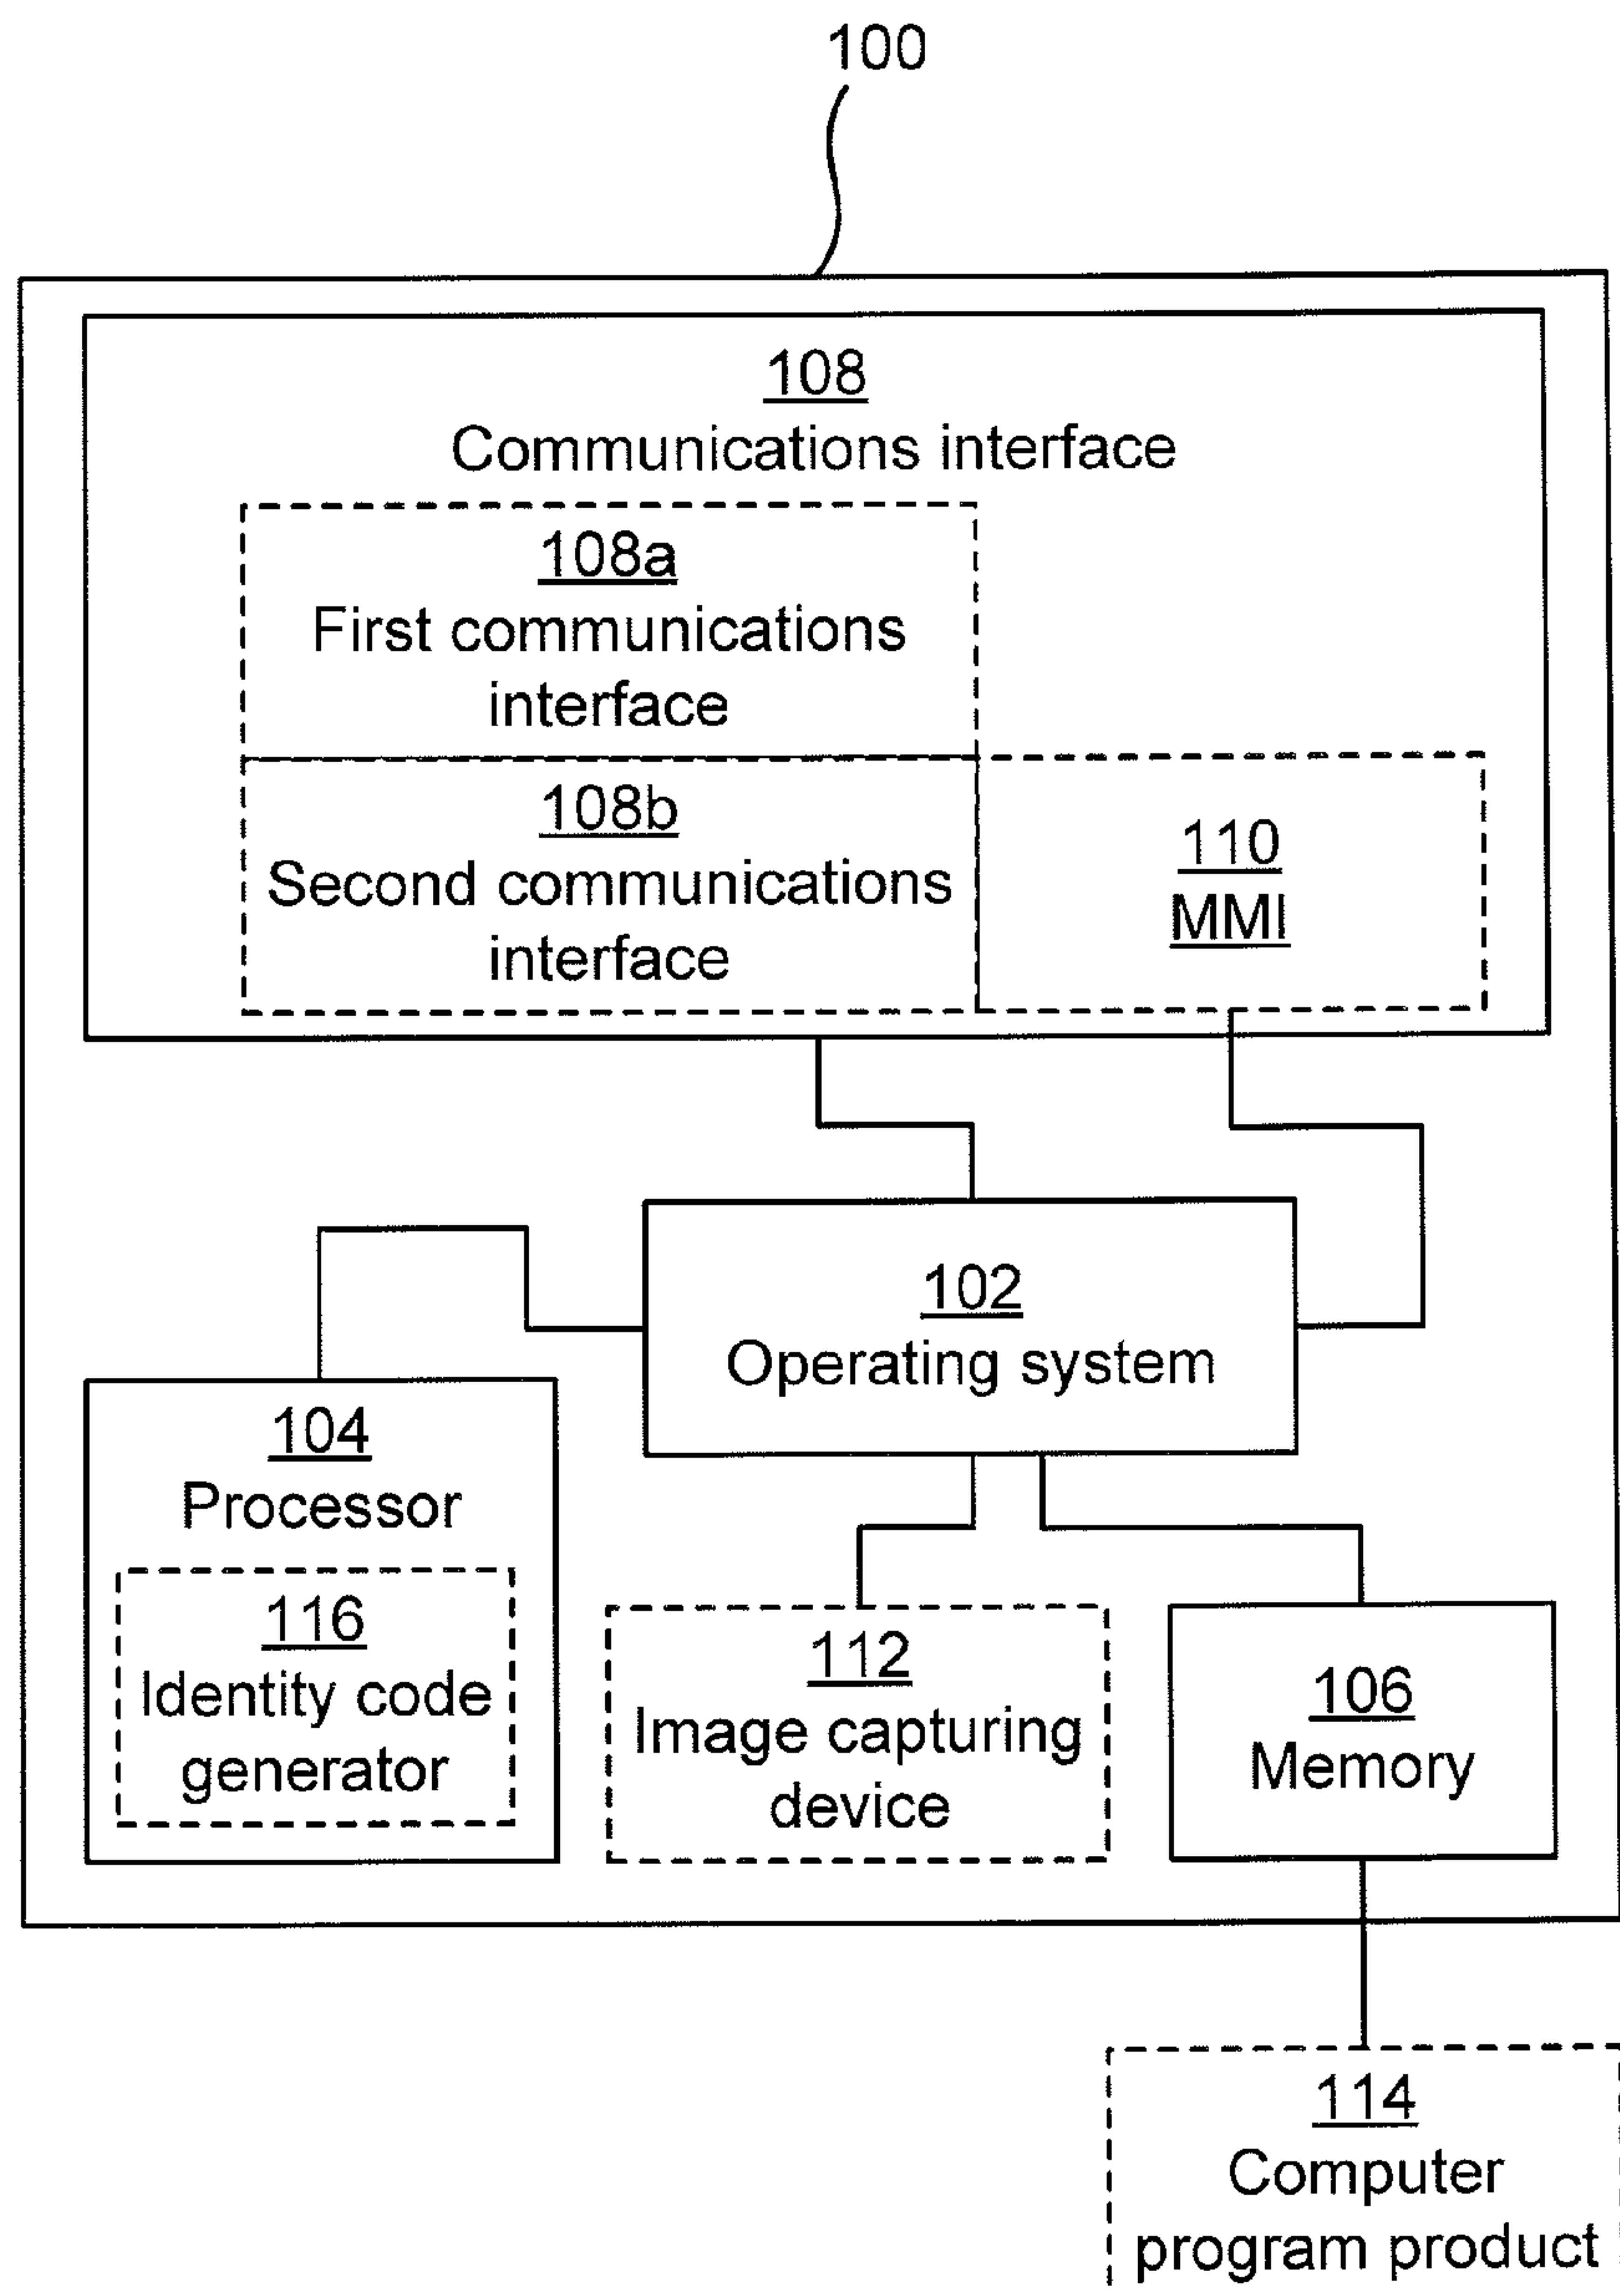 100
108
Communications interface
108a
First communications
interface
108b
Second communications
interface
110
MMI
102
Operating system
104
Processor
116
Identity code
generator
112
Image capturing
device
106
Memory
114
Computer
program product